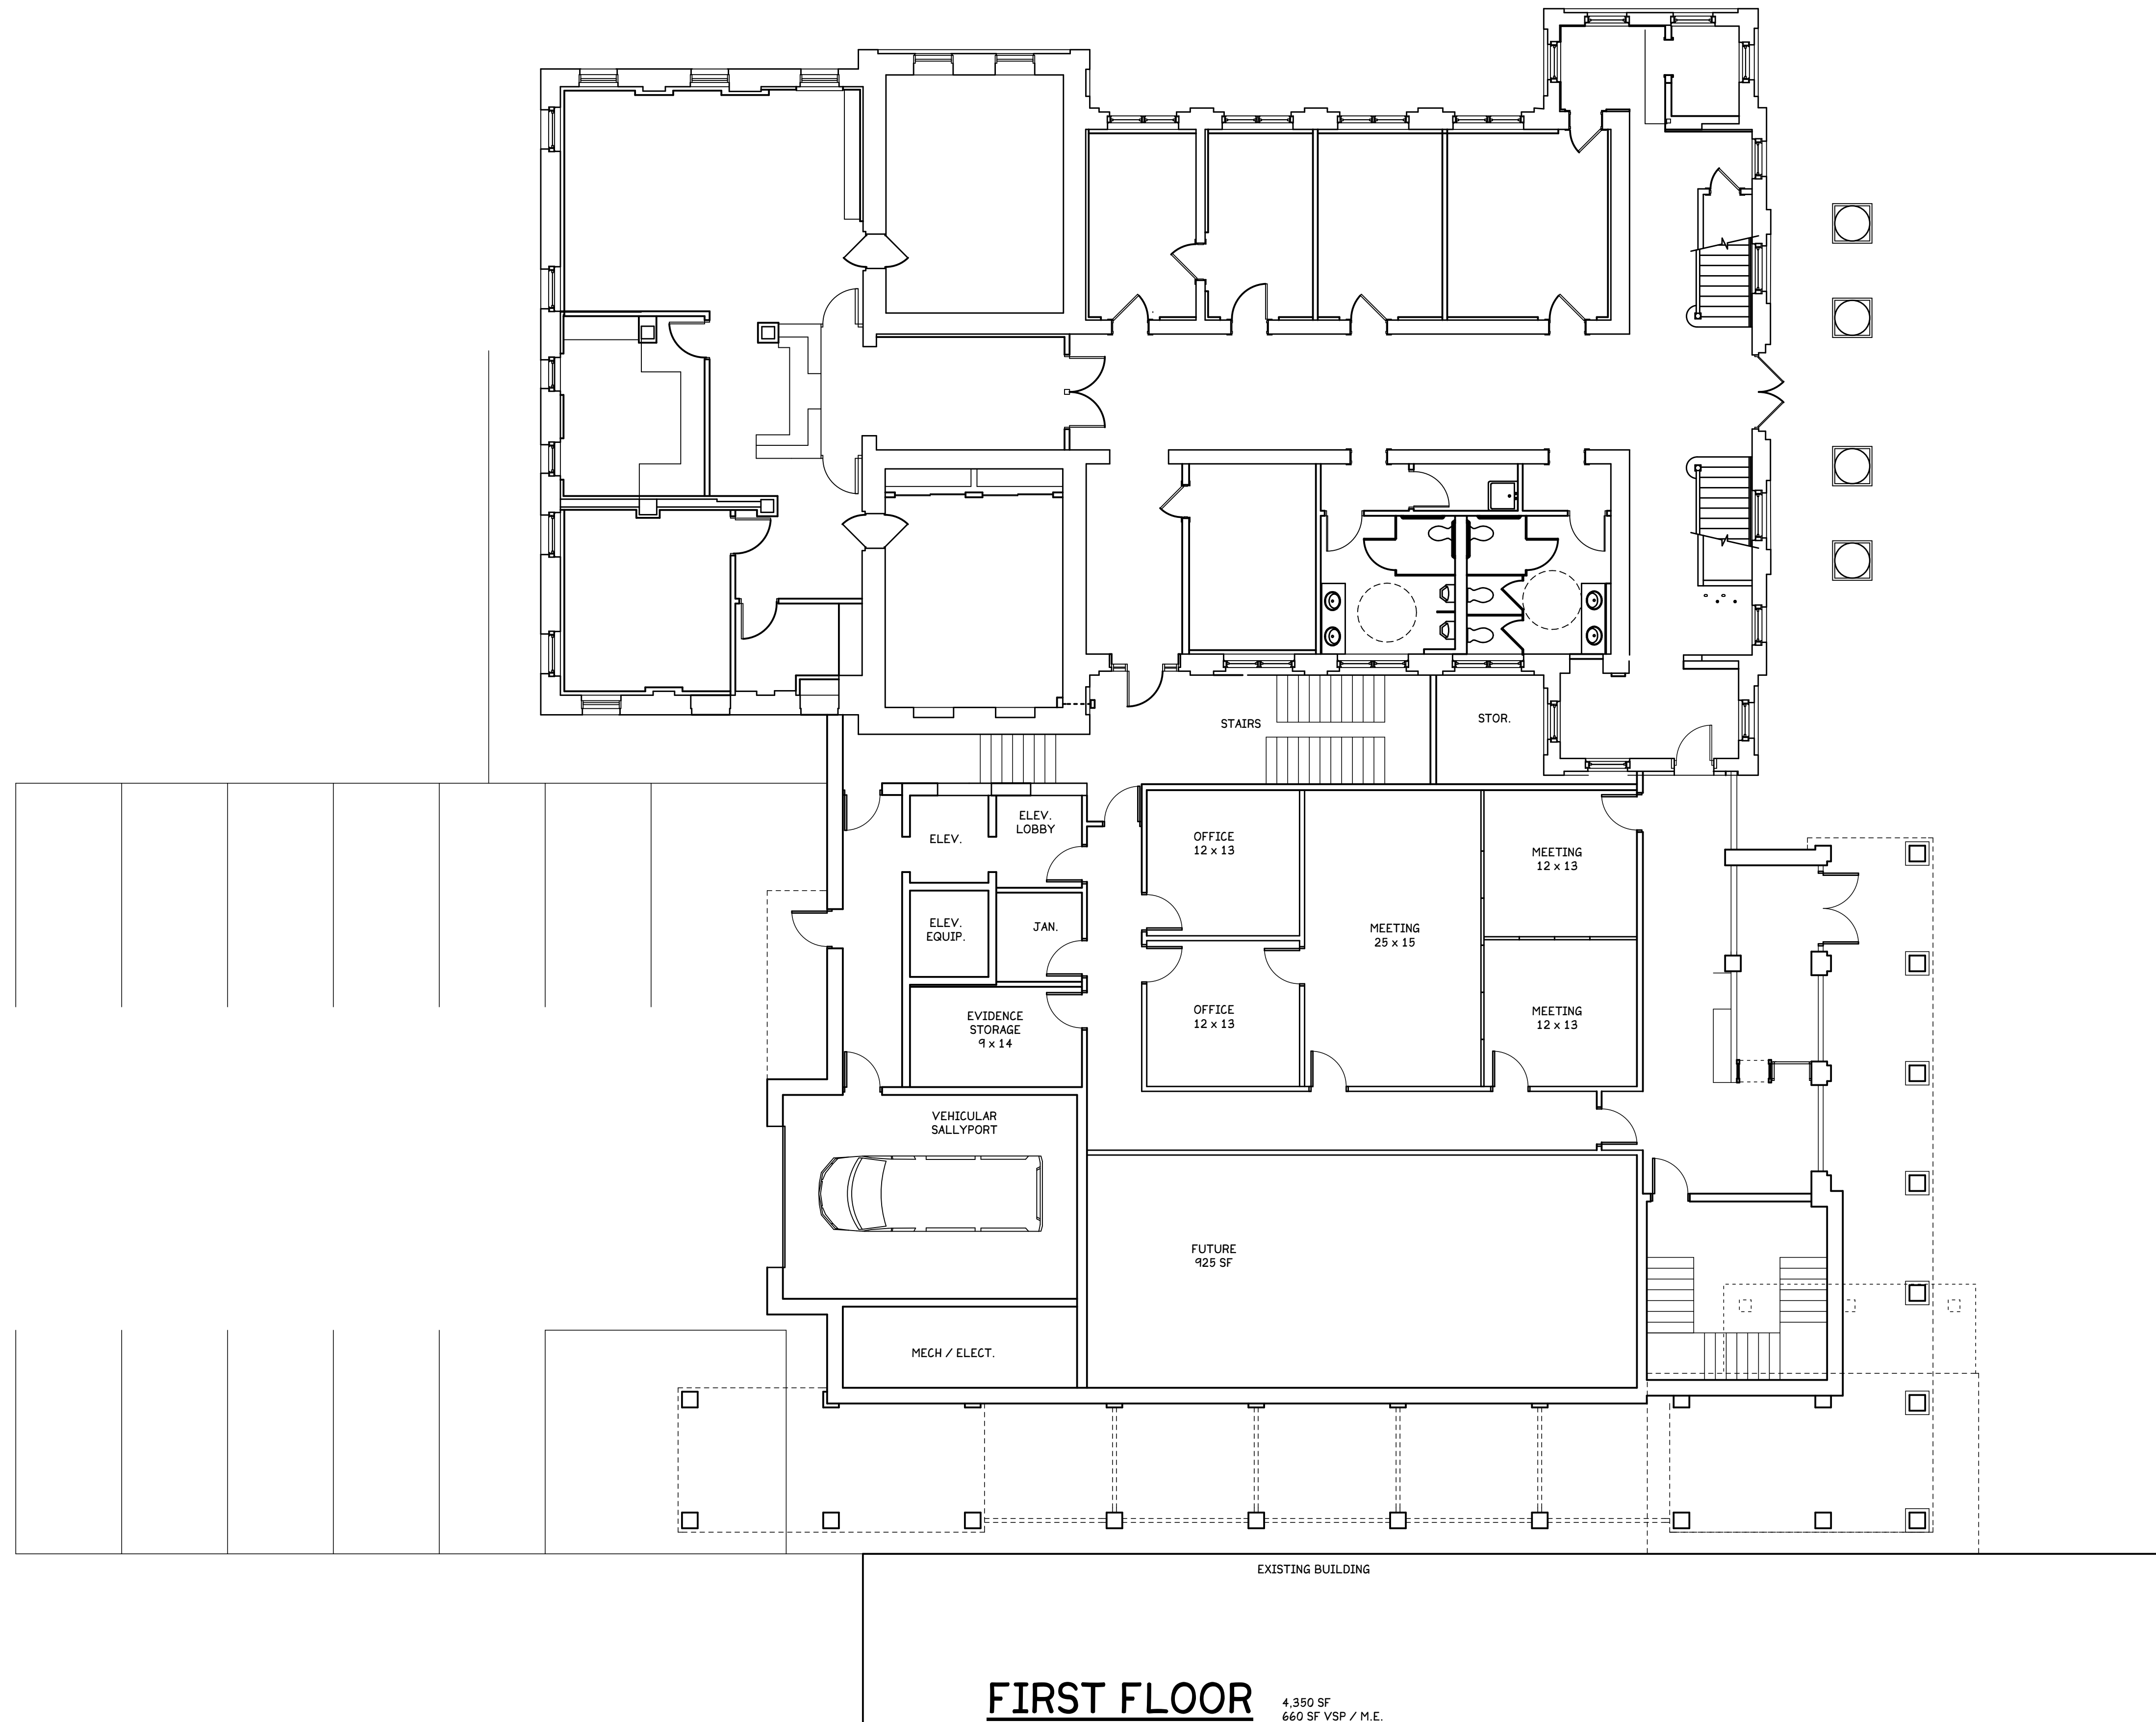 STAIRS
STOR.
ELEV.
ELEV.
LOBBY
OFFICE
12 x 13
MEETING
12 x 13
ELEV.
EQUIP.
JAN.
MEETING
25 x 15
EVIDENCE
STORAGE
9 x 14
OFFICE
12 x 13
MEETING
12 x 13
VEHICULAR
SALLYPORT
FUTURE
925 SF
MECH / ELECT.
EXISTING BUILDING
FIRST FLOOR
4,350 SF
660 SF VSP / M.E.